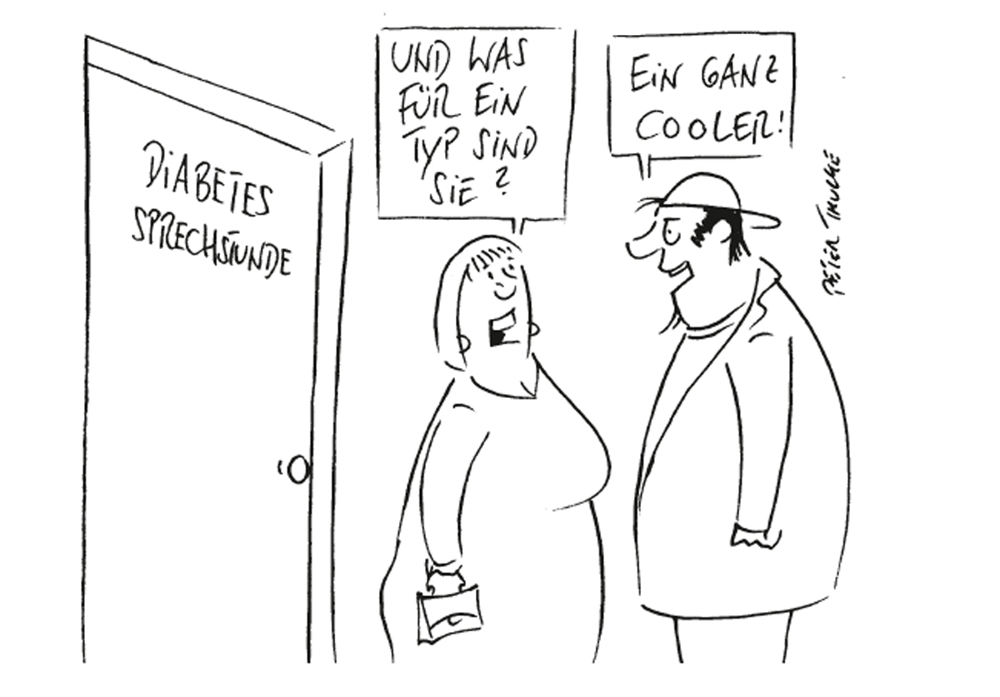 DIABETES
SPRECHSTUNDE
UND WAS
FÜR EIN
TYP SIND
SIE?
EIN GANZ
COOLER!
PETER THULKE